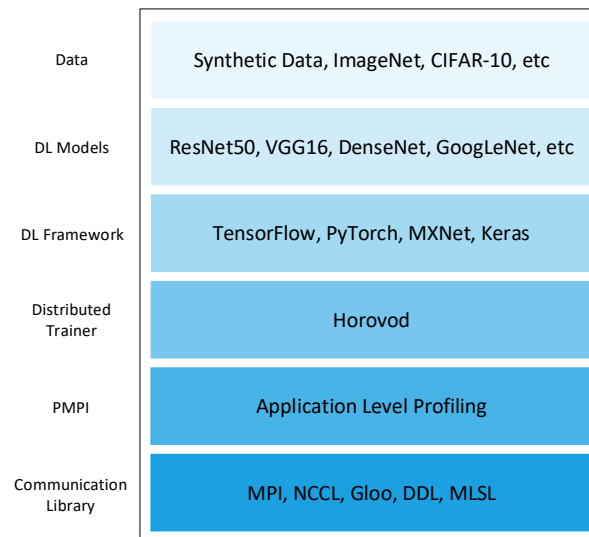 Data
Synthetic Data, ImageNet, CIFAR-10, etc
DL Models
ResNet50, VGG16, DenseNet, GoogLeNet, etc
DL Framework
TensorFlow, PyTorch, MXNet, Keras
Distributed
Trainer
Horovod
PMPI
Application Level Profiling
Communication
Library
MPI, NCCL, Gloo, DDL, MLSL